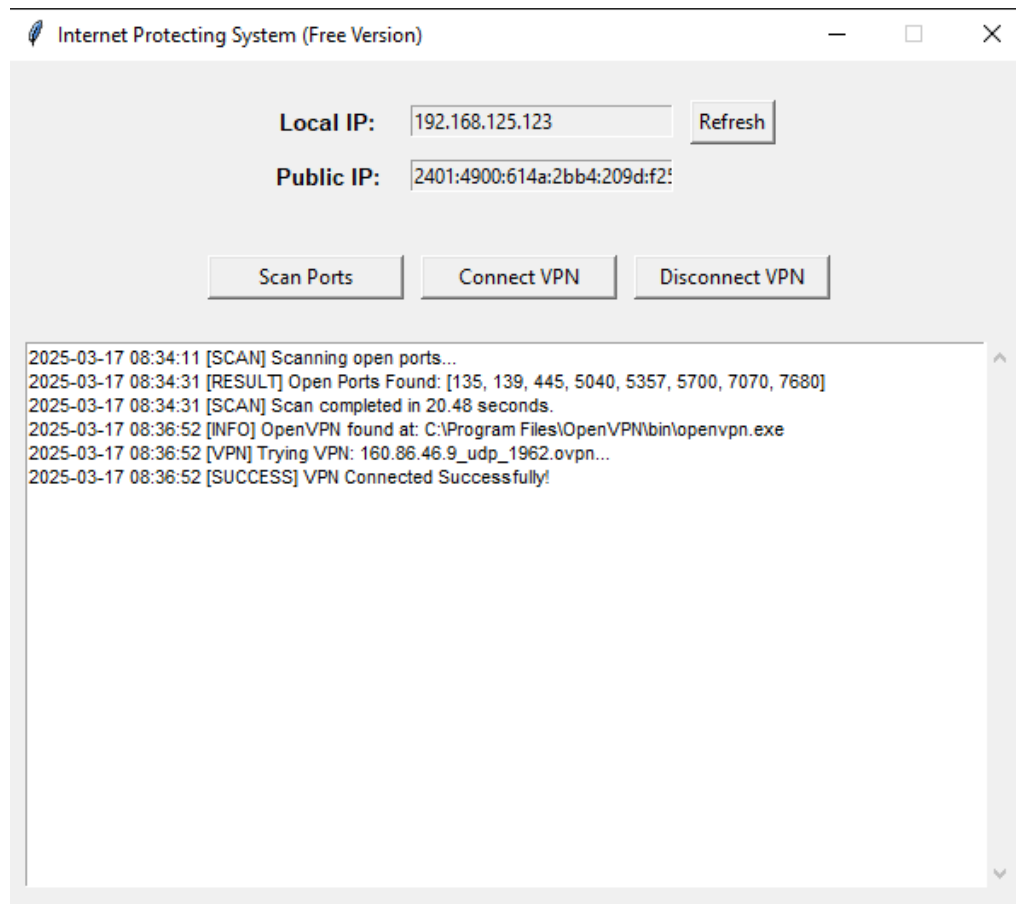 Internet Protecting System (Free Version)
Local IP: 192.168.125.123 Refresh
Public IP: 2401:4900:614a:2bb4:209d:f25
Scan Ports Connect VPN Disconnect VPN
2025-03-17 08:34:11 [SCAN] Scanning open ports...
2025-03-17 08:34:31 [RESULT] Open Ports Found: [135, 139, 445, 5040, 5357, 5700, 7070, 7680]
2025-03-17 08:34:31 [SCAN] Scan completed in 20.48 seconds.
2025-03-17 08:36:52 [INFO] OpenVPN found at: C:\Program Files\OpenVPN\bin\openvpn.exe
2025-03-17 08:36:52 [VPN] Trying VPN: 160.86.46.9_udp_1962.ovpn...
2025-03-17 08:36:52 [SUCCESS] VPN Connected Successfully!